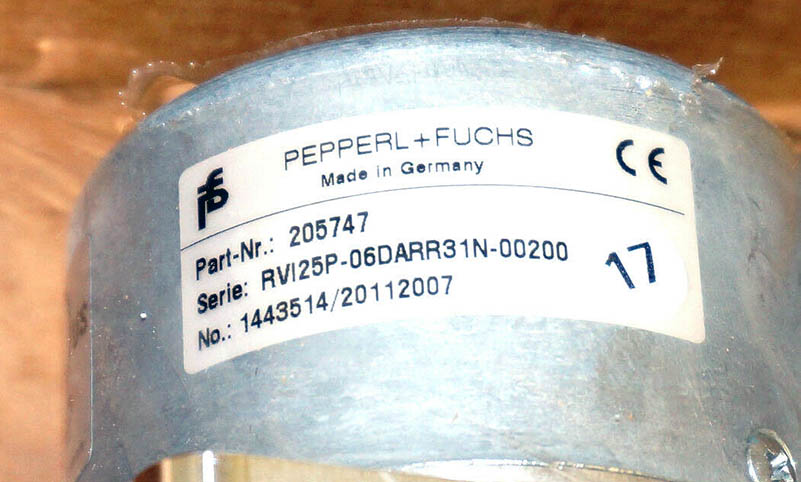 PEPPERL+FUCHS
Made in Germany
CE
Part-Nr.: 205747
Serie: RVI25P-06DARR31N-00200
No.: 1443514/20112007
17